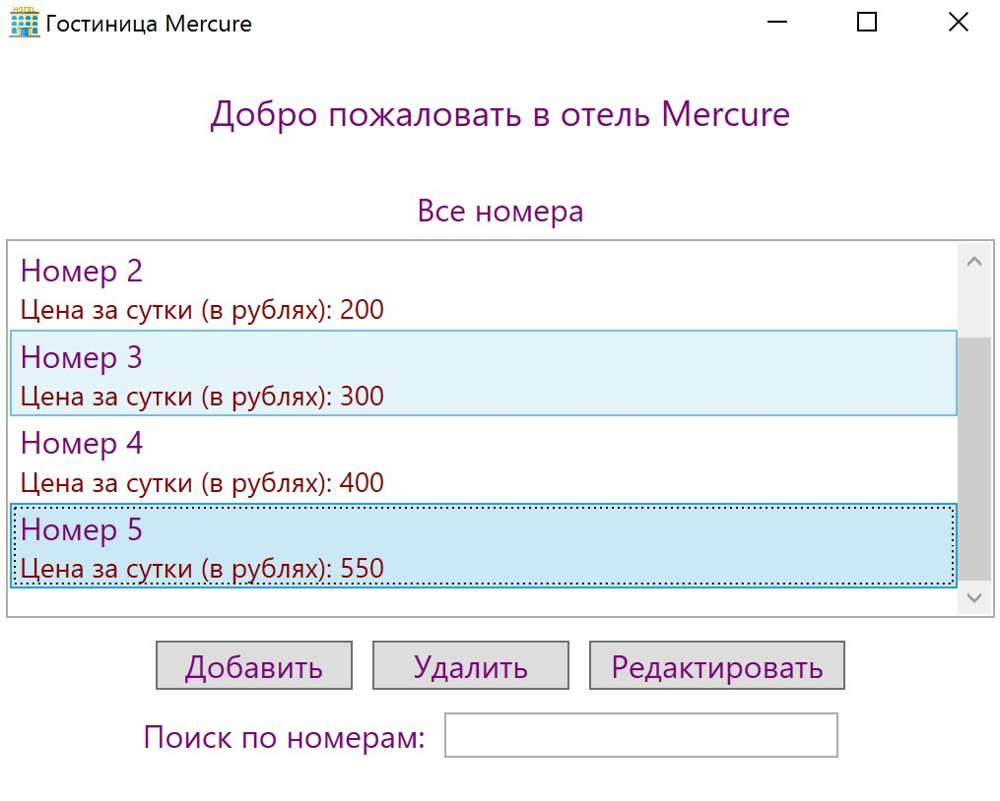 HOTEL
Гостиница Mercure
Добро пожаловать в отель Mercure
Все номера
Номер 2
Цена за сутки (в рублях): 200
Номер 3
Цена за сутки (в рублях): 300
Номер 4
Цена за сутки (в рублях): 400
Номер 5
Цена за сутки (в рублях): 550
Добавить Удалить Редактировать
Поиск по номерам: